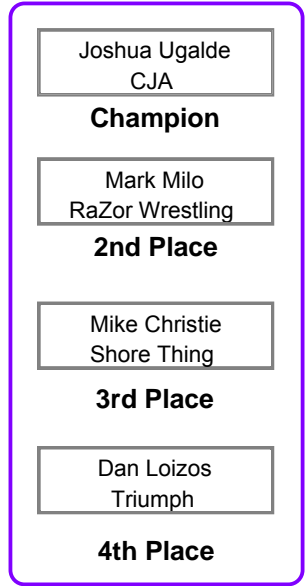 Joshua Ugalde
CJA
Champion
Mark Milo
RaZor Wrestling
2nd Place
Mike Christie
Shore Thing
3rd Place
Dan Loizos
Triumph
4th Place